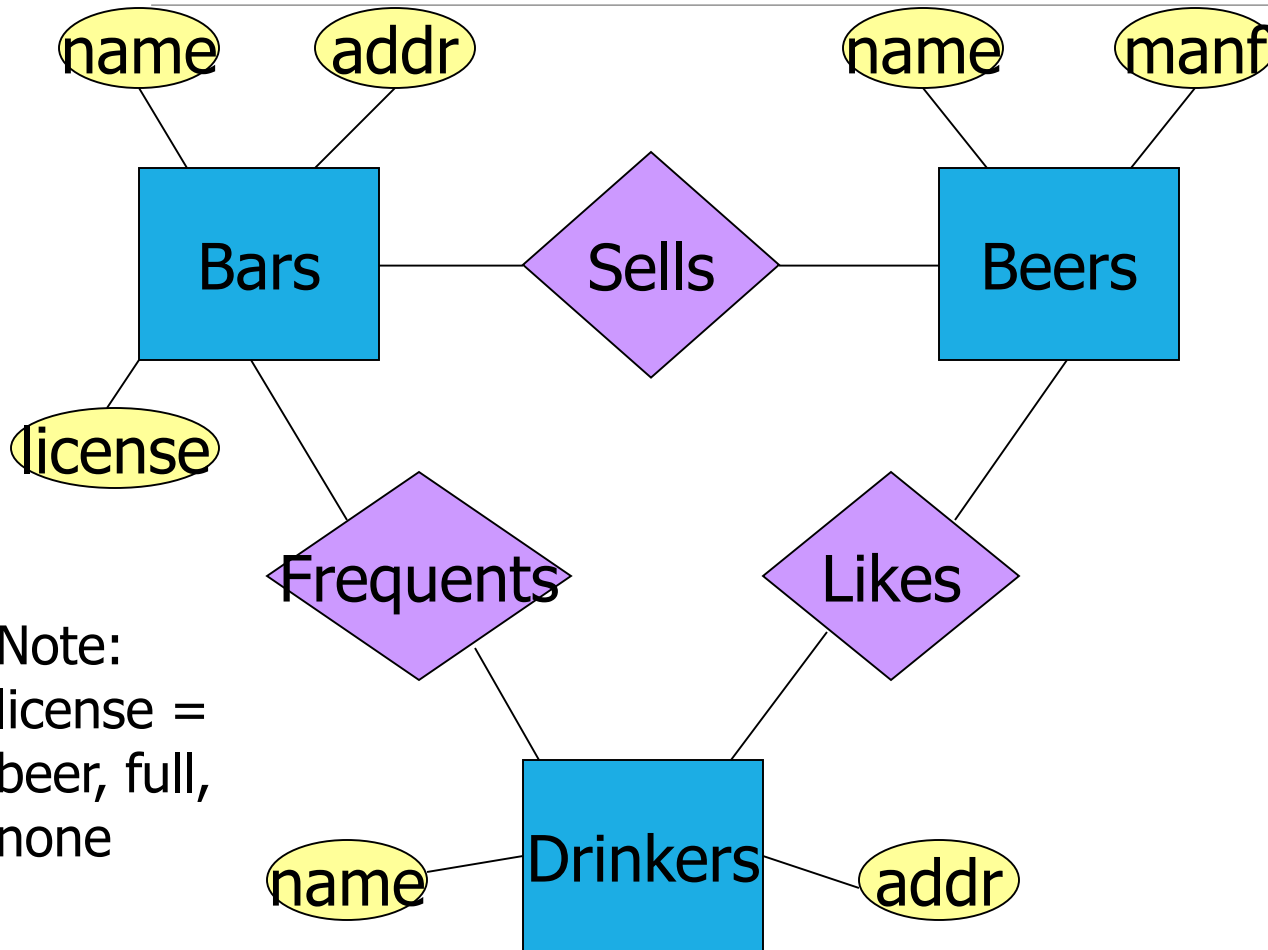 name
addr
name
manf
Bars
Sells
Beers
license
Frequents
Likes
Note:
license =
beer, full,
none
Drinkers
name
addr